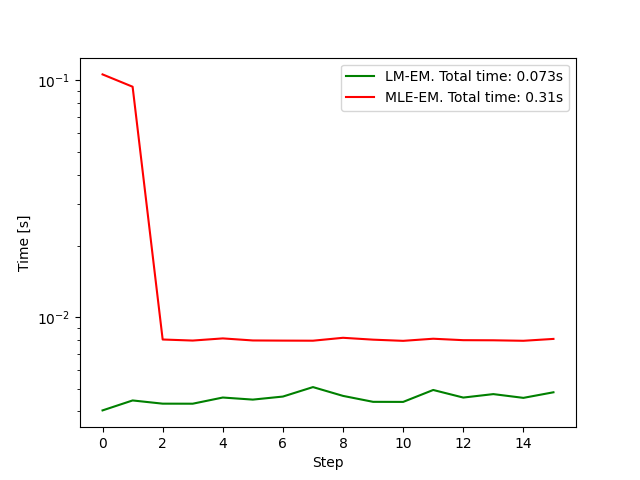 LM-EM. Total time: 0.073s
MLE-EM. Total time: 0.31s
10⁻¹
10⁻²
Time [s]
0 2 4 6 8 10 12 14
Step